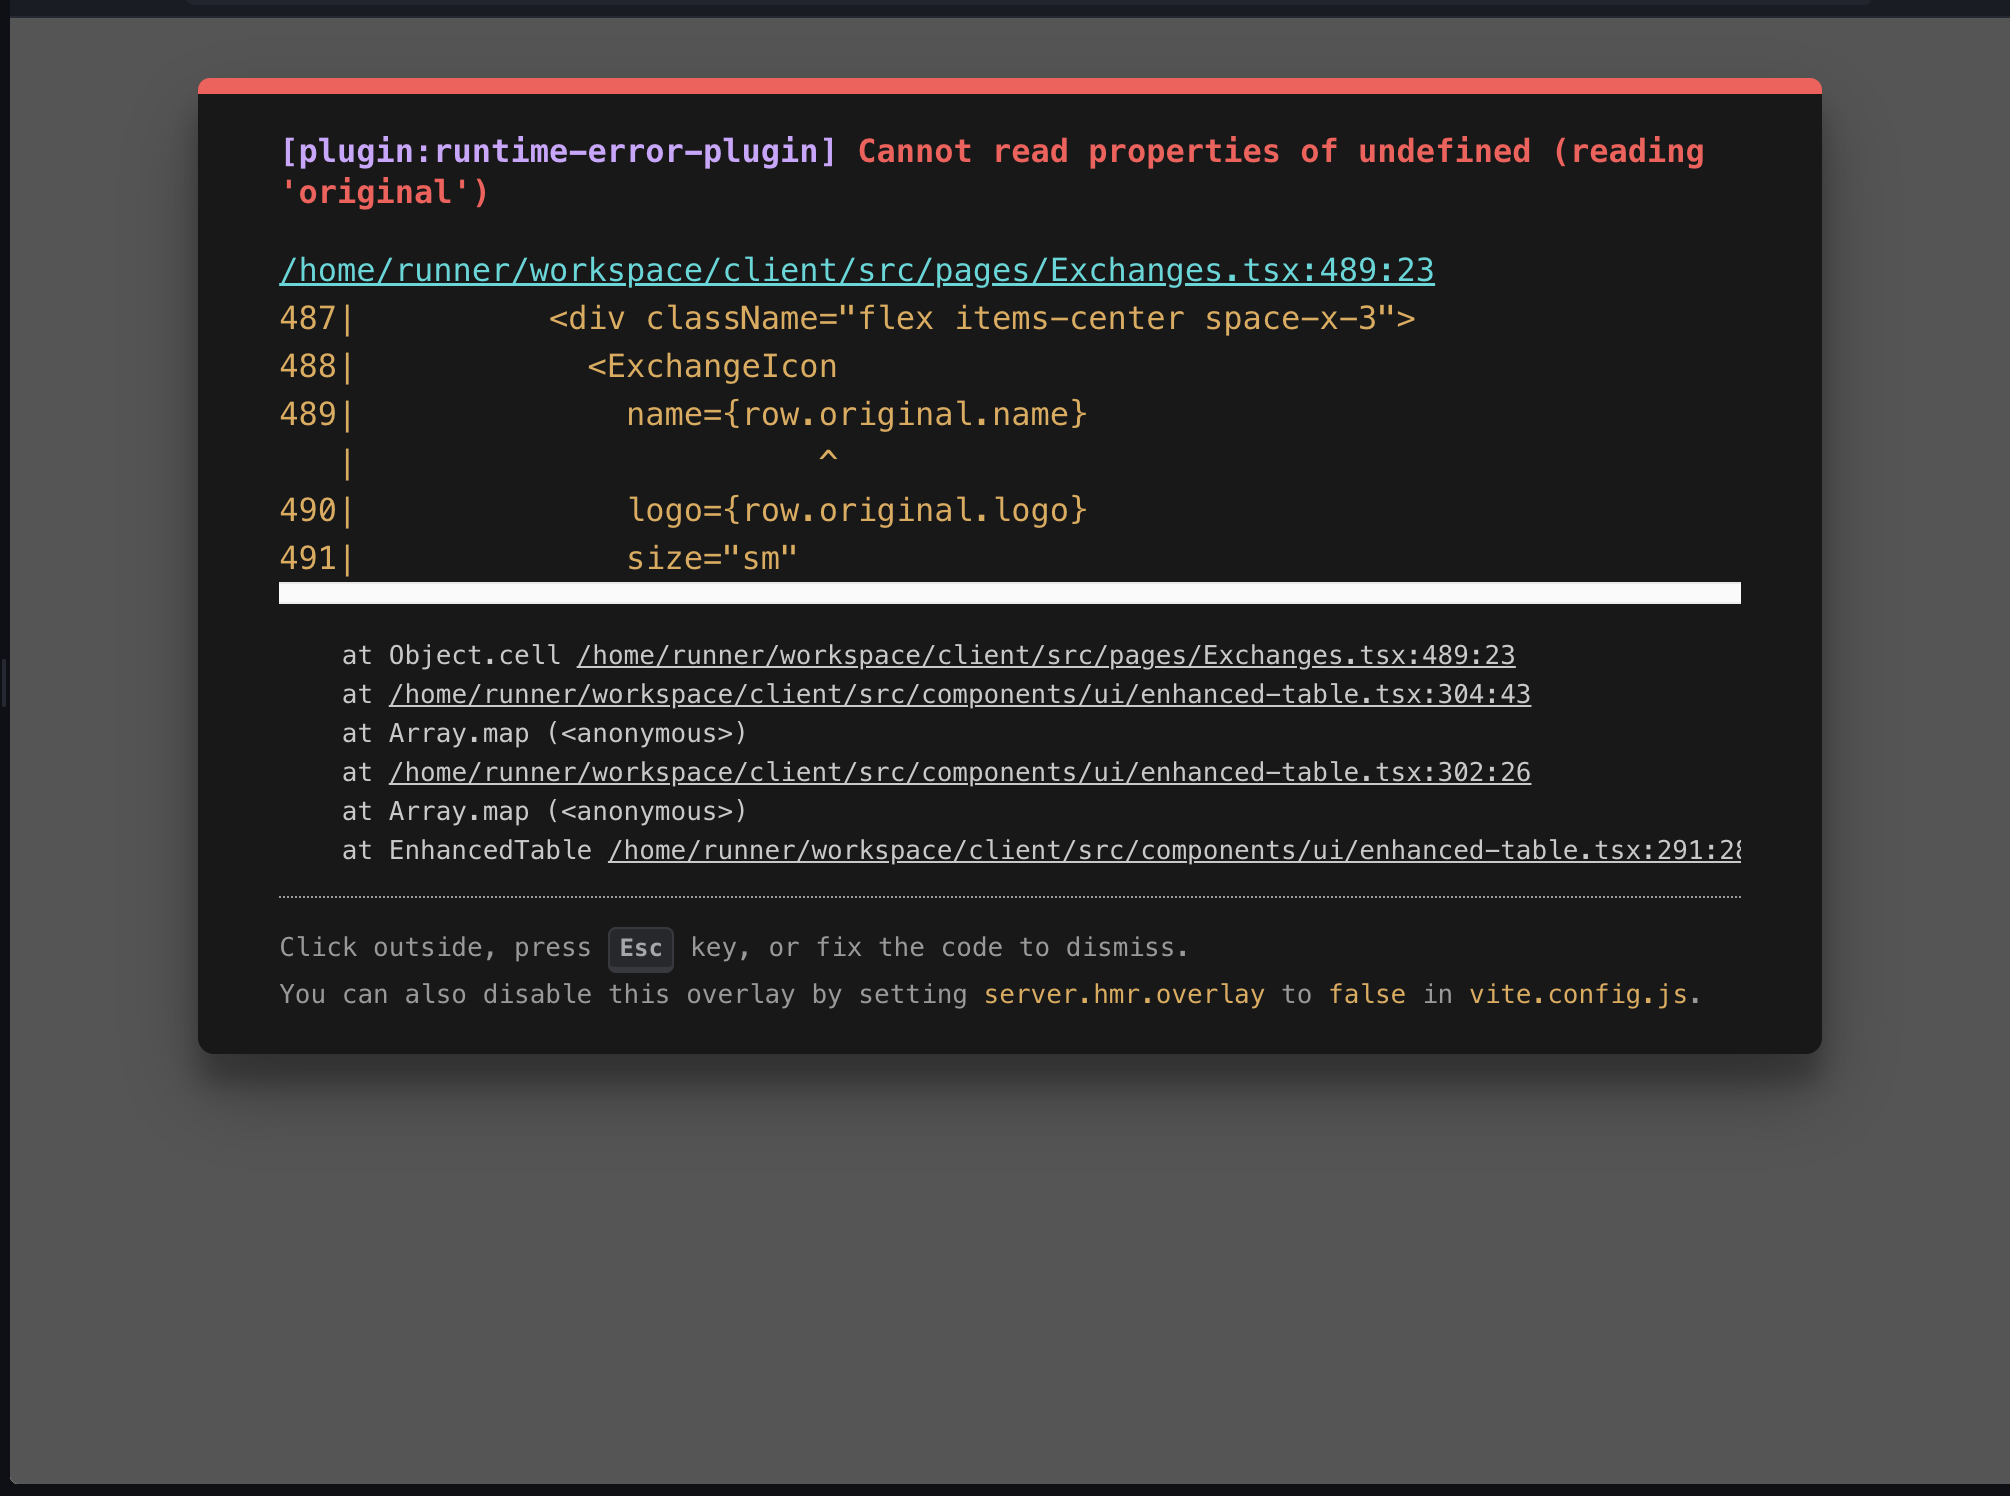 [plugin:runtime-error-plugin] Cannot read properties of undefined (reading
'original')
/home/runner/workspace/client/src/pages/Exchanges.tsx:489:23
487|          <div className="flex items-center space-x-3">
488|            <ExchangeIcon
489|              name={row.original.name}
   |                        ^
490|              logo={row.original.logo}
491|              size="sm"
at Object.cell /home/runner/workspace/client/src/pages/Exchanges.tsx:489:23
at /home/runner/workspace/client/src/components/ui/enhanced-table.tsx:304:43
at Array.map (<anonymous>)
at /home/runner/workspace/client/src/components/ui/enhanced-table.tsx:302:26
at Array.map (<anonymous>)
at EnhancedTable /home/runner/workspace/client/src/components/ui/enhanced-table.tsx:291:28
Click outside, press Esc key, or fix the code to dismiss.
You can also disable this overlay by setting server.hmr.overlay to false in vite.config.js.